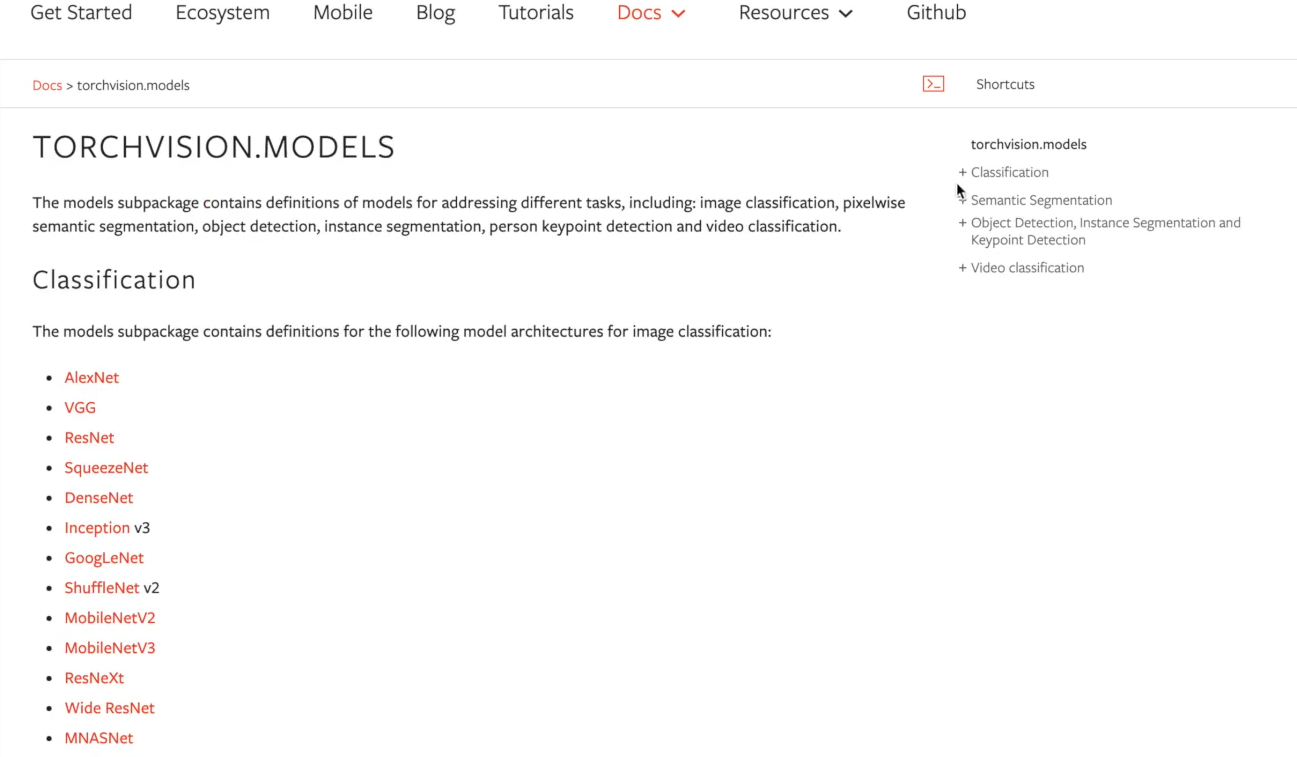 Get Started Ecosystem Mobile Blog Tutorials Docs Resources Github
Docs > torchvision.models
Shortcuts
TORCHVISION.MODELS
The models subpackage contains definitions of models for addressing different tasks, including: image classification, pixelwise
semantic segmentation, object detection, instance segmentation, person keypoint detection and video classification.
Classification
The models subpackage contains definitions for the following model architectures for image classification:
• AlexNet
• VGG
• ResNet
• SqueezeNet
• DenseNet
• Inception v3
• GoogLeNet
• ShuffleNet v2
• MobileNetV2
• MobileNetV3
• ResNeXt
• Wide ResNet
• MNASNet
torchvision.models
+ Classification
+ Semantic Segmentation
+ Object Detection, Instance Segmentation and
Keypoint Detection
+ Video classification